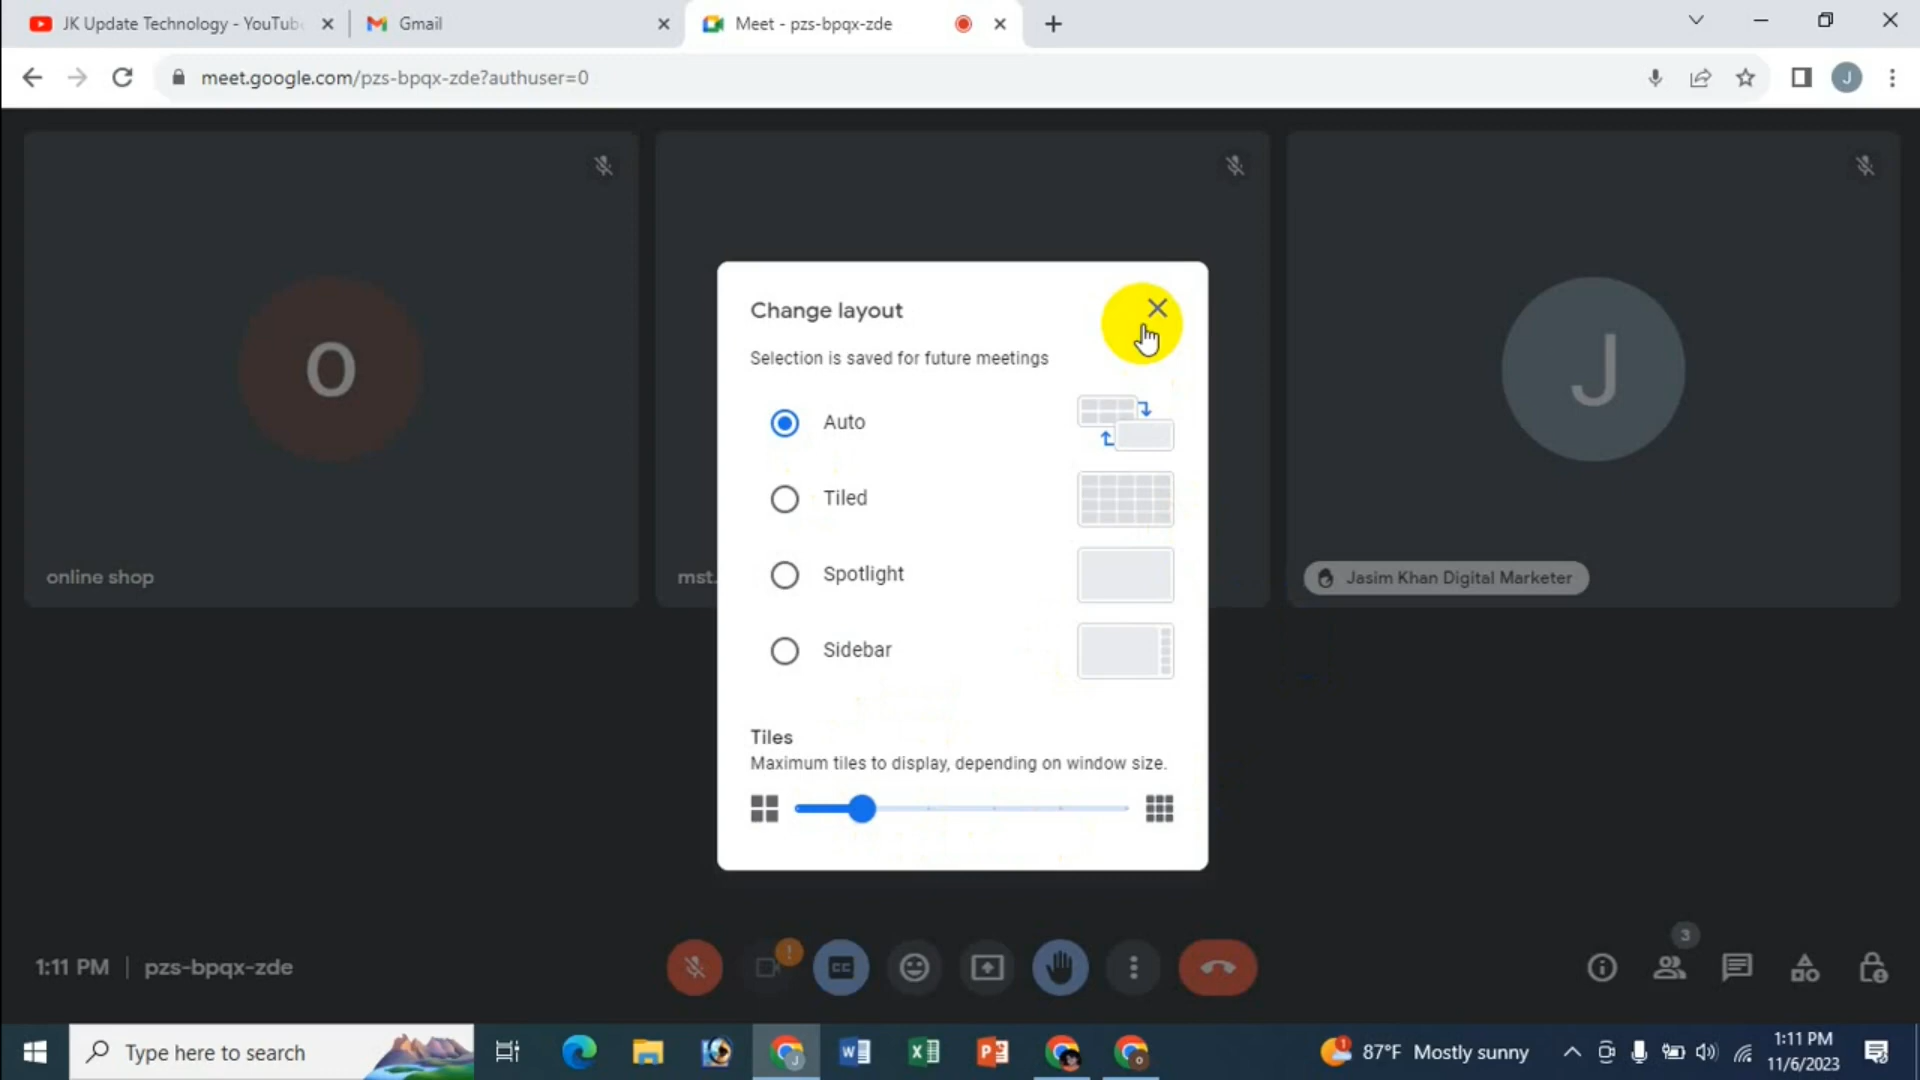 JK Update Technology - YouTub
Gmail
Meet - pzs-bpqx-zde
meet.google.com/pzs-bpqx-zde?authuser=0
J
O
J
online shop
mst.
Jasim Khan Digital Marketer
Change layout
Selection is saved for future meetings
Auto
Tiled
Spotlight
Sidebar
Tiles
Maximum tiles to display, depending on window size.
1:11 PM | pzs-bpqx-zde
!
CC
3
Type here to search
1
87°F Mostly sunny
1:11 PM
11/6/2023